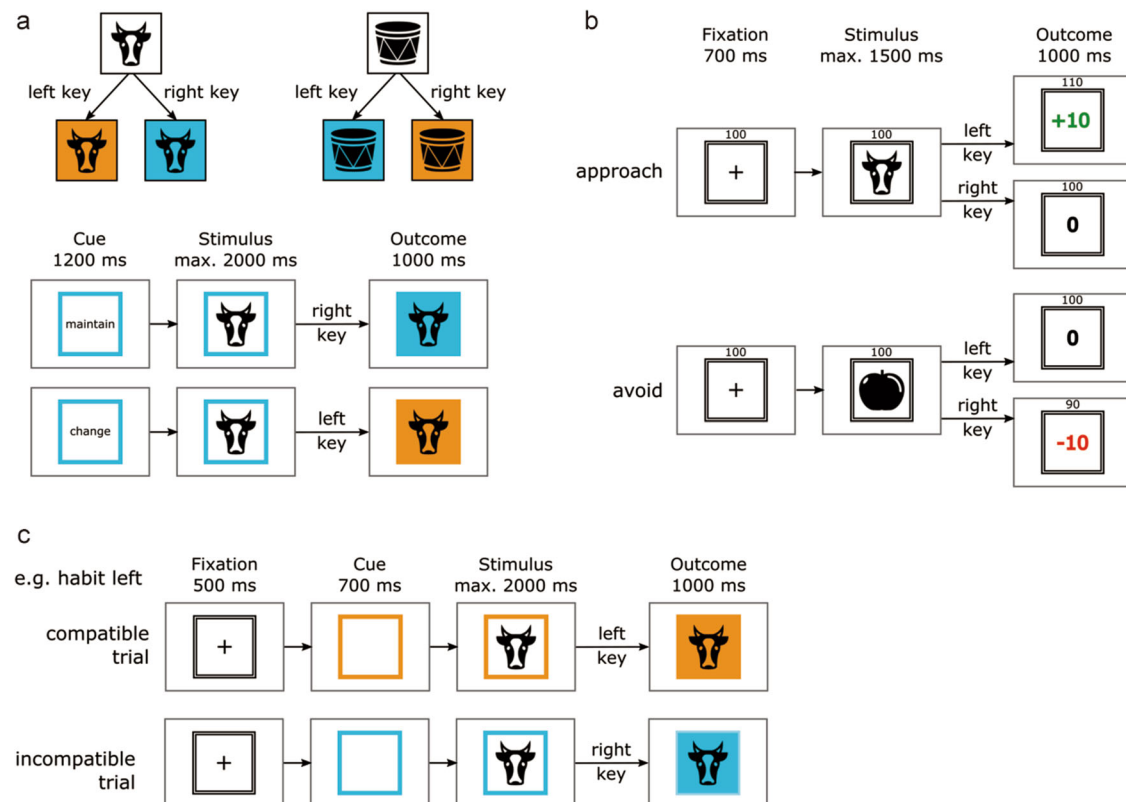 a
left key
right key
left key
right key
Cue
1200 ms
Stimulus
max. 2000 ms
Outcome
1000 ms
maintain
right
key
change
left
key
b
Fixation
700 ms
Stimulus
max. 1500 ms
Outcome
1000 ms
approach
100
+
100
left
key
110
+10
right
key
100
0
avoid
100
+
100
left
key
100
0
right
key
90
-10
c
e.g. habit left
Fixation
500 ms
Cue
700 ms
Stimulus
max. 2000 ms
Outcome
1000 ms
compatible
trial
+
left
key
incompatible
trial
+
right
key